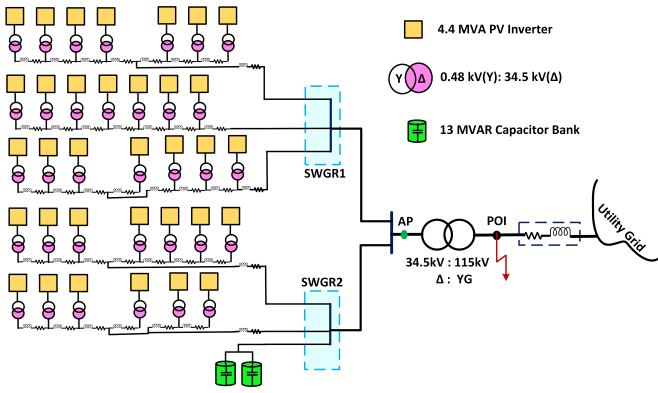 4.4 MVA PV Inverter
Y Δ
0.48 kV(Y): 34.5 kV(Δ)
13 MVAR Capacitor Bank
SWGR1
AP
POI
Utility Grid
34.5kV : 115kV
Δ : YG
SWGR2